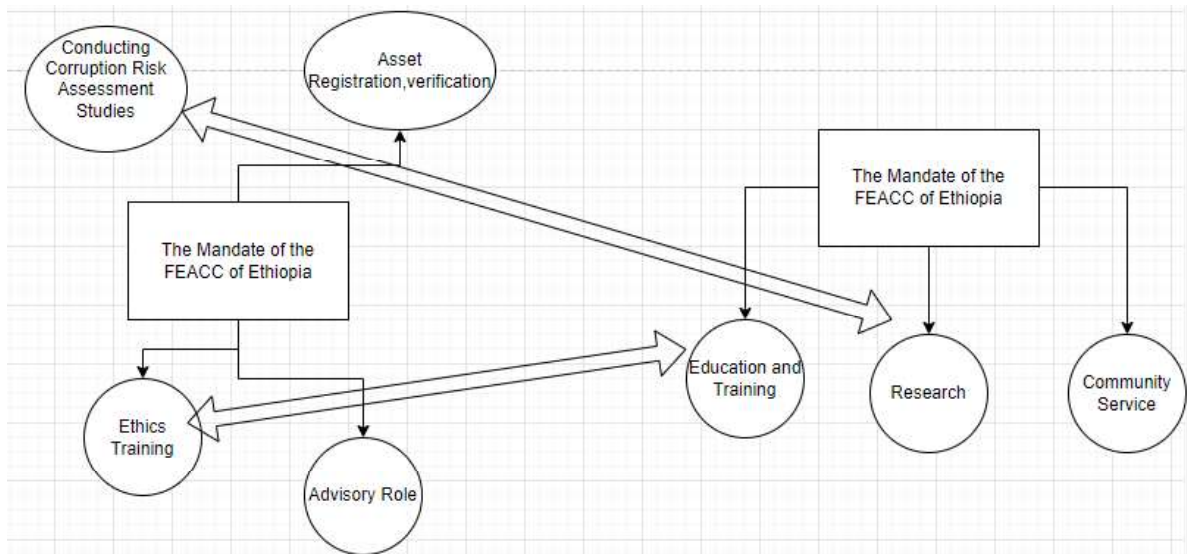 Conducting
Corruption Risk
Assessment
Studies
Asset
Registration,verification
The Mandate of the
FEACC of Ethiopia
Ethics
Training
Advisory Role
The Mandate of the
FEACC of Ethiopia
Education and
Training
Research
Community
Service